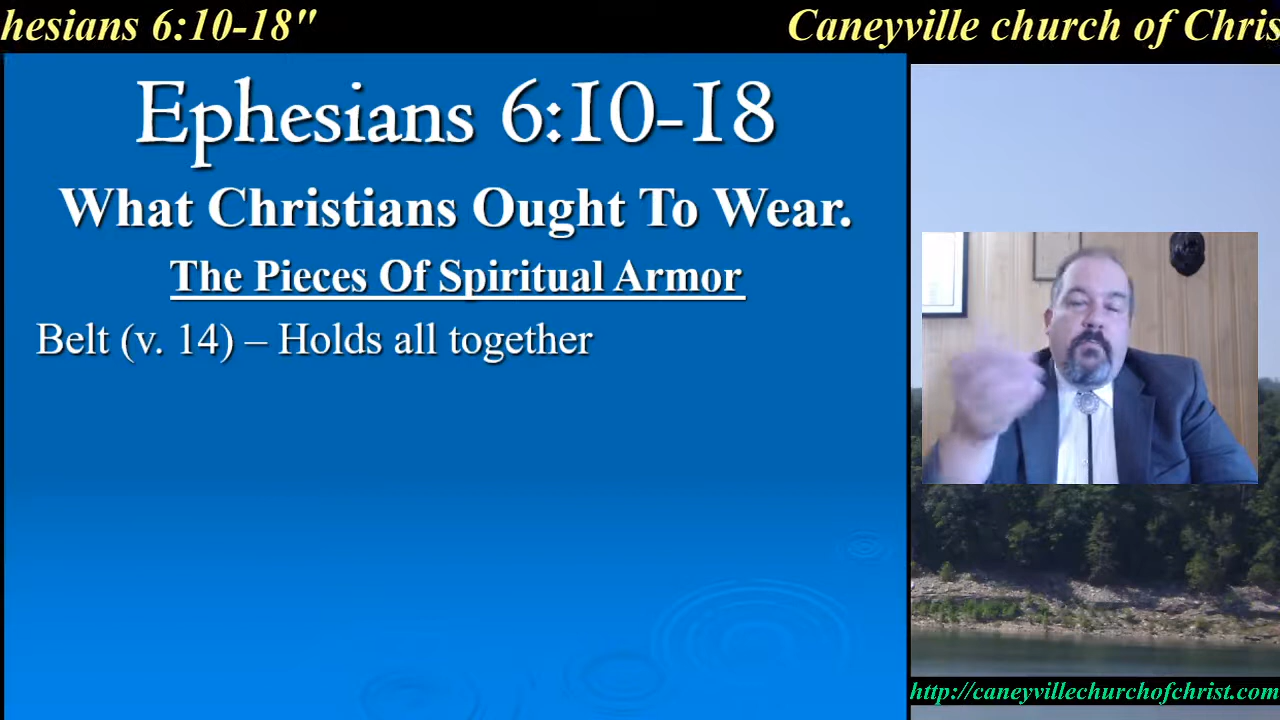 hesians 6:10-18"
Caneyville church of Chris
Ephesians 6:10-18
What Christians Ought To Wear.
The Pieces Of Spiritual Armor
Belt (v. 14) – Holds all together
http://caneyvillechurchofchrist.com